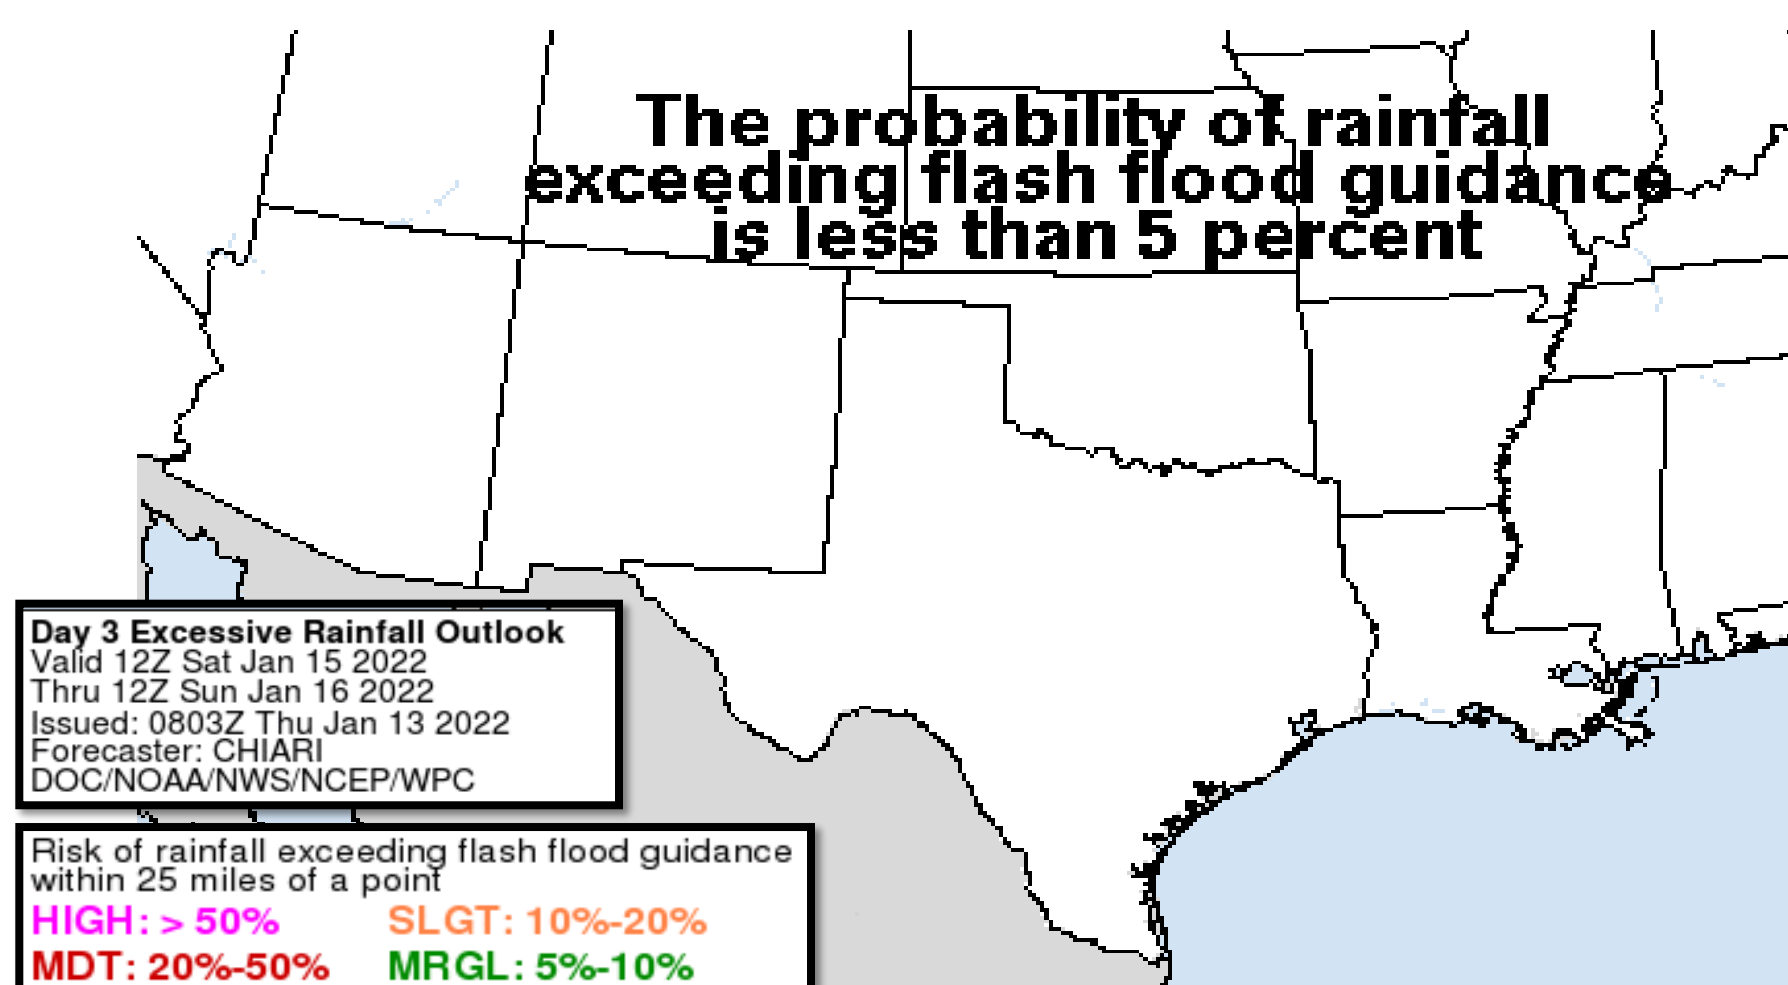 The probability of rainfall
exceeding flash flood guidance
is less than 5 percent
Day 3 Excessive Rainfall Outlook
Valid 12Z Sat Jan 15 2022
Thru 12Z Sun Jan 16 2022
Issued: 0803Z Thu Jan 13 2022
Forecaster: CHIARI
DOC/NOAA/NWS/NCEP/WPC
Risk of rainfall exceeding flash flood guidance
within 25 miles of a point
HIGH: > 50% SLGT: 10%-20%
MDT: 20%-50% MRGL: 5%-10%